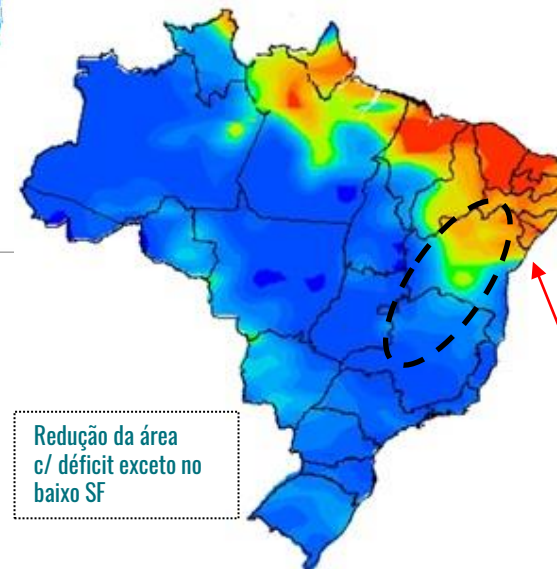 Redução da área
c/ déficit exceto no
baixo SF